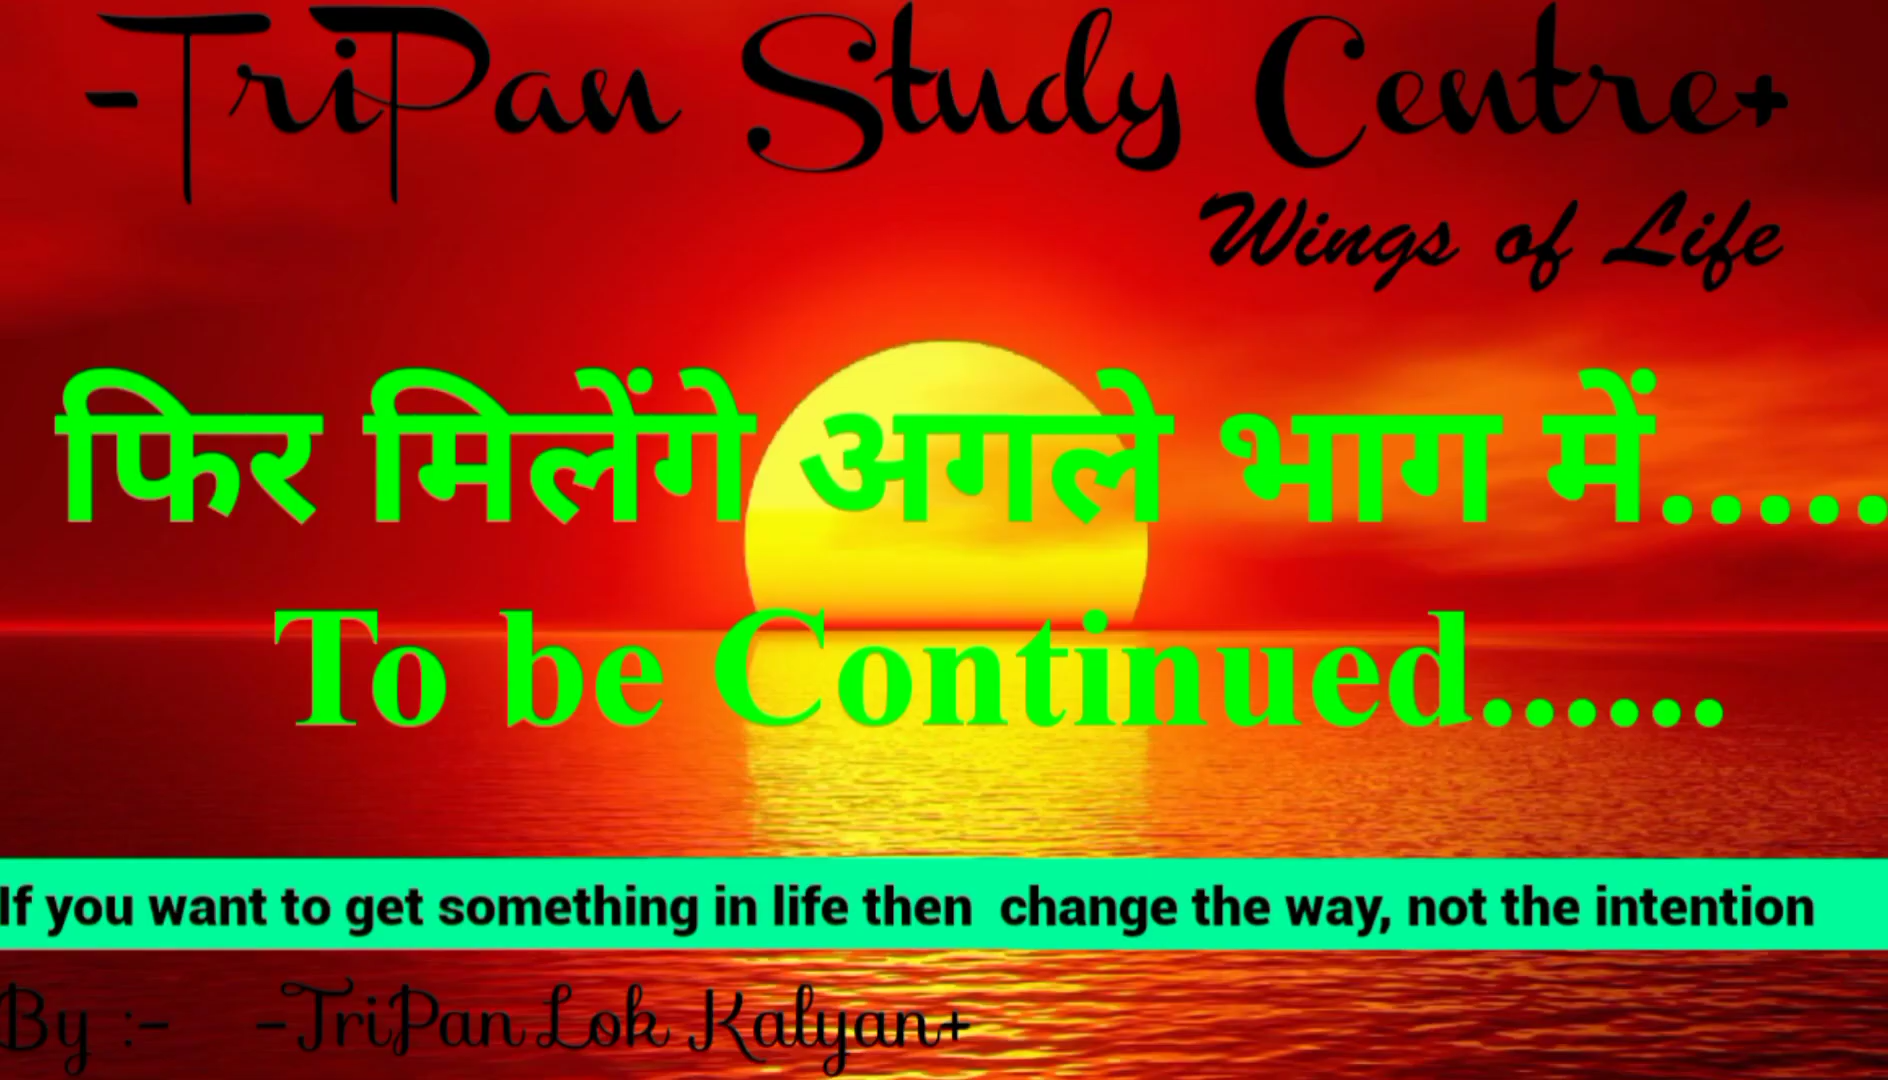 -TriPan Study Centre+
Wings of Life
फिर मिलेंगे अगले भाग में.....
To be Continued......
If you want to get something in life then  change the way, not the intention
By :-    -TriPan Lok Kalyan+